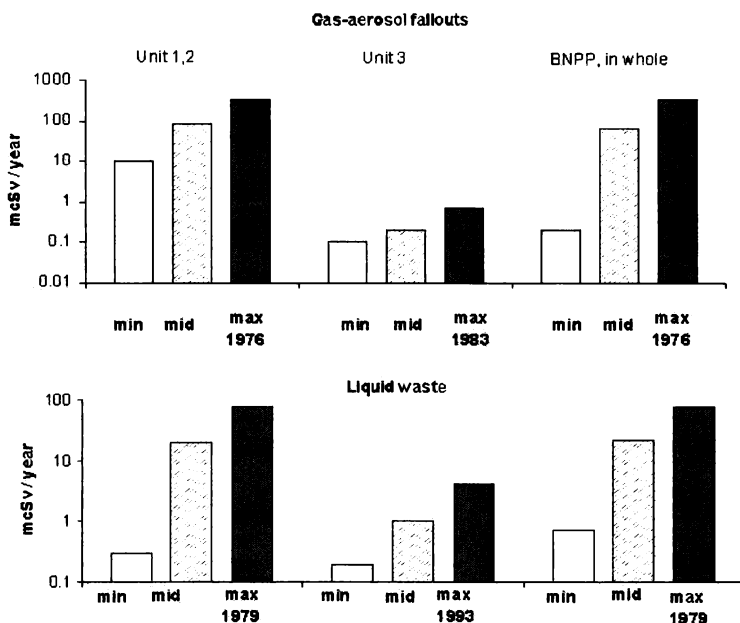 Gas-aerosol fallouts
Unit 1,2 Unit 3 BNPP, in whole
1000
100
10
1
0.1
0.01
mcSv/year
min mid max min mid max min mid max
1976 1983 1976
Liquid waste
100
10
1
0.1
mcSv/year
min mid max min mid max min mid max
1979 1993 1979